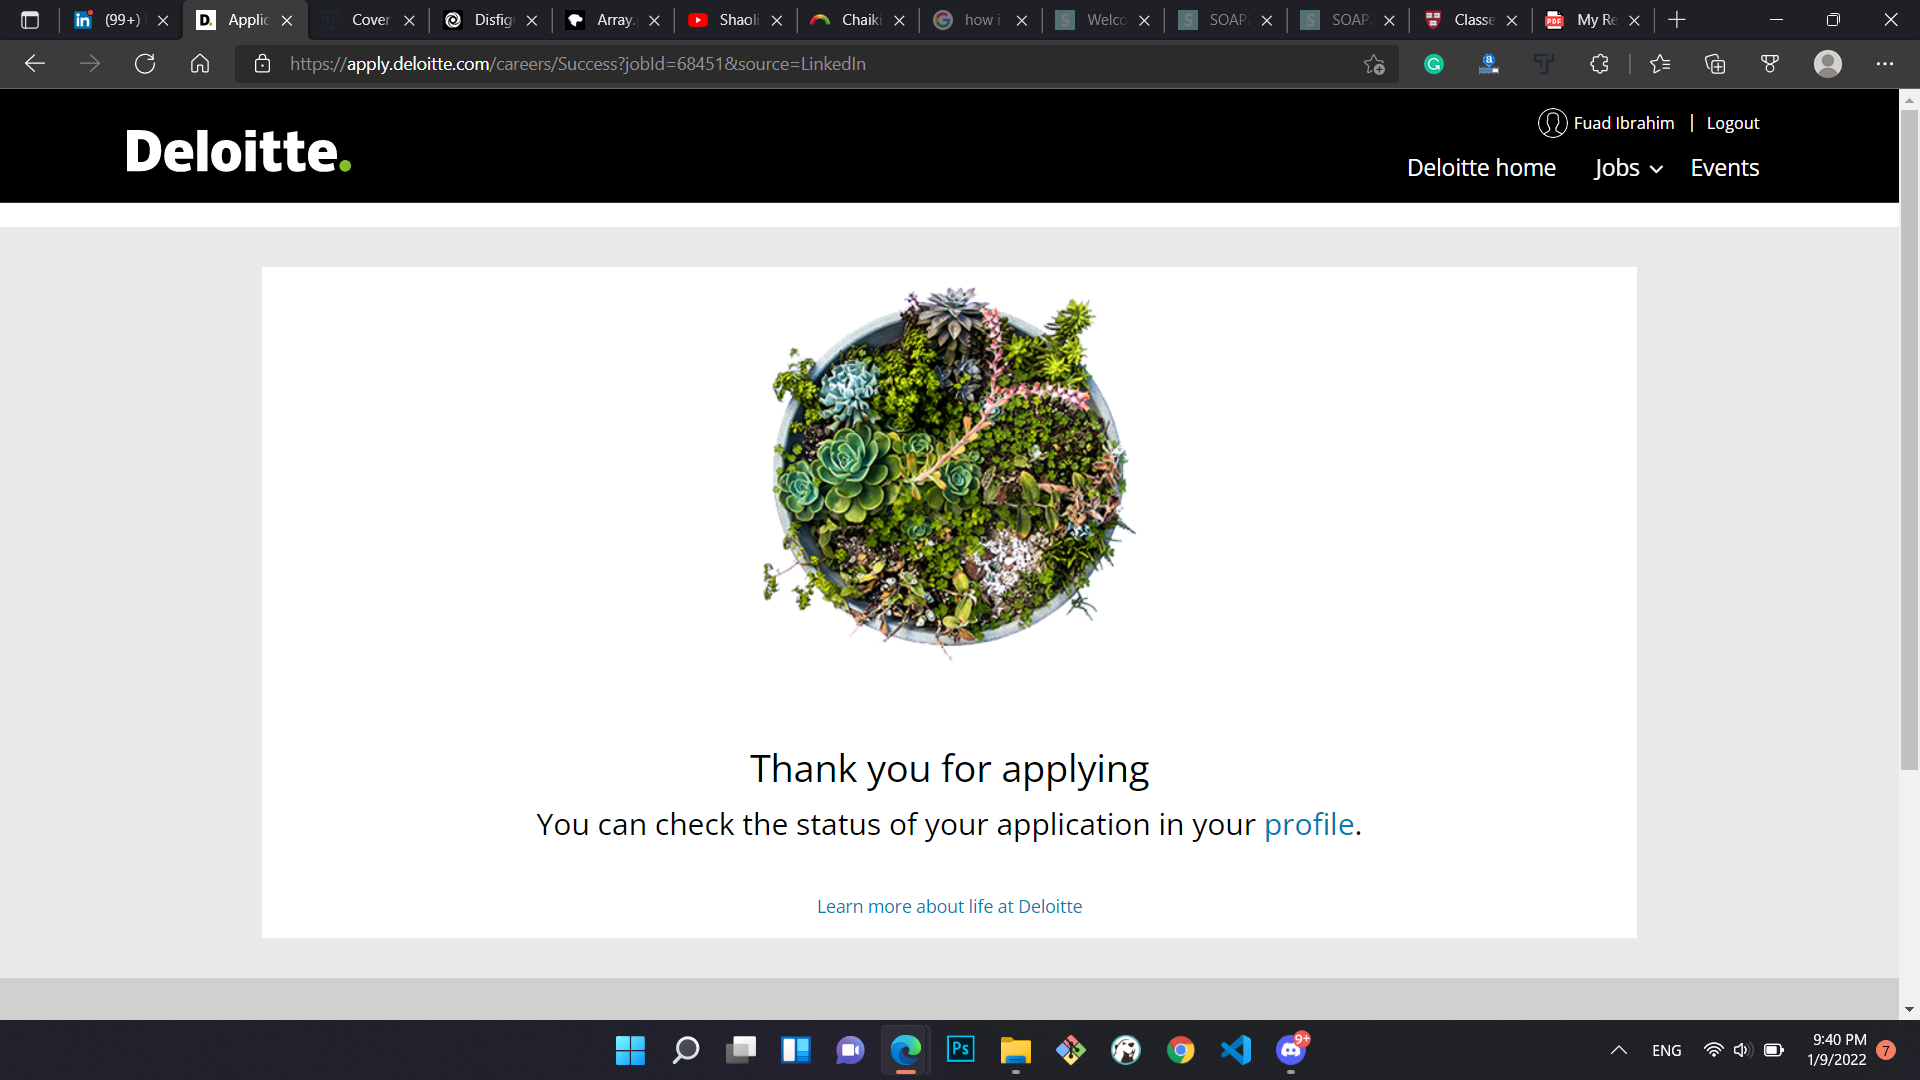 (99+)
Applic
Cover
Disfig
Array.
Shaoli
Chaiki
how i
Welco
SOAP
SOAP
Classe
My Re
https://apply.deloitte.com/careers/Success?jobId=68451&source=LinkedIn
Fuad Ibrahim | Logout
Deloitte.
Deloitte home Jobs Events
Thank you for applying
You can check the status of your application in your profile.
Learn more about life at Deloitte
Ps
9+
ENG
9:40 PM
1/9/2022
7